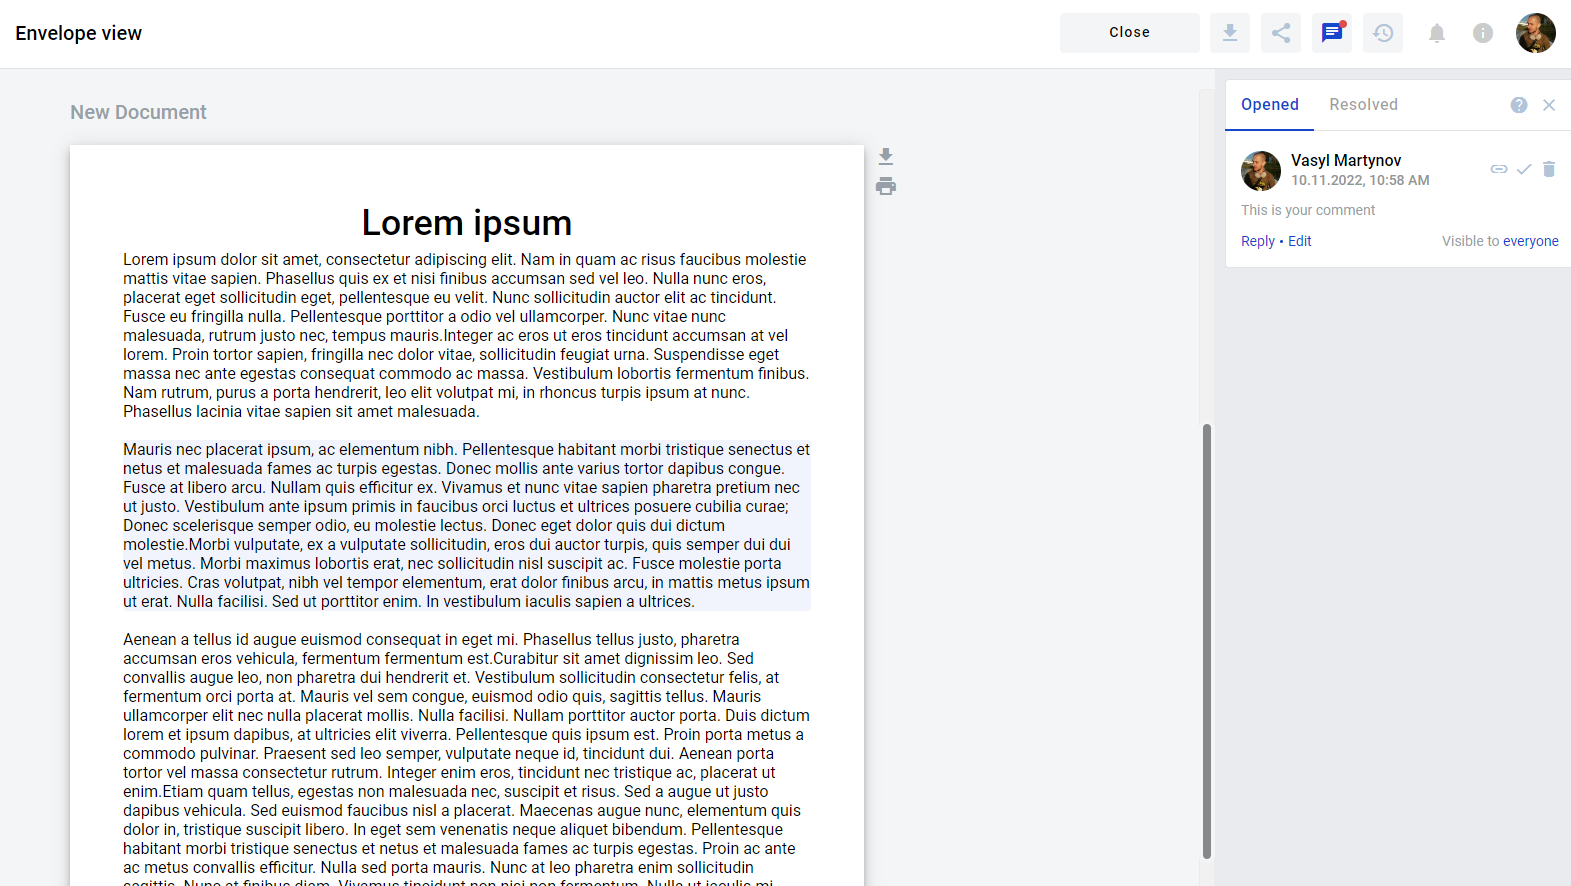 Envelope view
Close
New Document
Opened
Resolved
Vasyl Martynov
10.11.2022, 10:58 AM
This is your comment
Reply • Edit
Visible to everyone
Lorem ipsum
Lorem ipsum dolor sit amet, consectetur adipiscing elit. Nam in quam ac risus faucibus molestie
mattis vitae sapien. Phasellus quis ex et nisi finibus accumsan sed vel leo. Nulla nunc eros,
placerat eget sollicitudin eget, pellentesque eu velit. Nunc sollicitudin auctor elit ac tincidunt.
Fusce eu fringilla nulla. Pellentesque porttitor a odio vel ullamcorper. Nunc vitae nunc
malesuada, rutrum justo nec, tempus mauris.Integer ac eros ut eros tincidunt accumsan at vel
lorem. Proin tortor sapien, fringilla nec dolor vitae, sollicitudin feugiat urna. Suspendisse eget
massa nec ante egestas consequat commodo ac massa. Vestibulum lobortis fermentum finibus.
Nam rutrum, purus a porta hendrerit, leo elit volutpat mi, in rhoncus turpis ipsum at nunc.
Phasellus lacinia vitae sapien sit amet malesuada.
Mauris nec placerat ipsum, ac elementum nibh. Pellentesque habitant morbi tristique senectus et
netus et malesuada fames ac turpis egestas. Donec mollis ante varius tortor dapibus congue.
Fusce at libero arcu. Nullam quis efficitur ex. Vivamus et nunc vitae sapien pharetra pretium nec
ut justo. Vestibulum ante ipsum primis in faucibus orci luctus et ultrices posuere cubilia curae;
Donec scelerisque semper odio, eu molestie lectus. Donec eget dolor quis dui dictum
molestie.Morbi vulputate, ex a vulputate sollicitudin, eros dui auctor turpis, quis semper dui dui
vel metus. Morbi maximus lobortis erat, nec sollicitudin nisl suscipit ac. Fusce molestie porta
ultricies. Cras volutpat, nibh vel tempor elementum, erat dolor finibus arcu, in mattis metus ipsum
ut erat. Nulla facilisi. Sed ut porttitor enim. In vestibulum iaculis sapien a ultrices.
Aenean a tellus id augue euismod consequat in eget mi. Phasellus tellus justo, pharetra
accumsan eros vehicula, fermentum fermentum est.Curabitur sit amet dignissim leo. Sed
convallis augue leo, non pharetra dui hendrerit et. Vestibulum sollicitudin consectetur felis, at
fermentum orci porta at. Mauris vel sem congue, euismod odio quis, sagittis tellus. Mauris
ullamcorper elit nec nulla placerat mollis. Nulla facilisi. Nullam porttitor auctor porta. Duis dictum
lorem et ipsum dapibus, at ultricies elit viverra. Pellentesque quis ipsum est. Proin porta metus a
commodo pulvinar. Praesent sed leo semper, vulputate neque id, tincidunt dui. Aenean porta
tortor vel massa consectetur rutrum. Integer enim eros, tincidunt nec tristique ac, placerat ut
enim.Etiam quam tellus, egestas non malesuada nec, suscipit et risus. Sed a augue ut justo
dapibus vehicula. Sed euismod faucibus nisl a placerat. Maecenas augue nunc, elementum quis
dolor in, tristique suscipit libero. In eget sem venenatis neque aliquet bibendum. Pellentesque
habitant morbi tristique senectus et netus et malesuada fames ac turpis egestas. Proin ac ante
ac metus convallis efficitur. Nulla sed porta mauris. Nunc at leo pharetra enim sollicitudin
sagittis. Nunc at finibus diam. Vivamus tincidunt non nisi non fermentum. Nulla ut iaculis mi